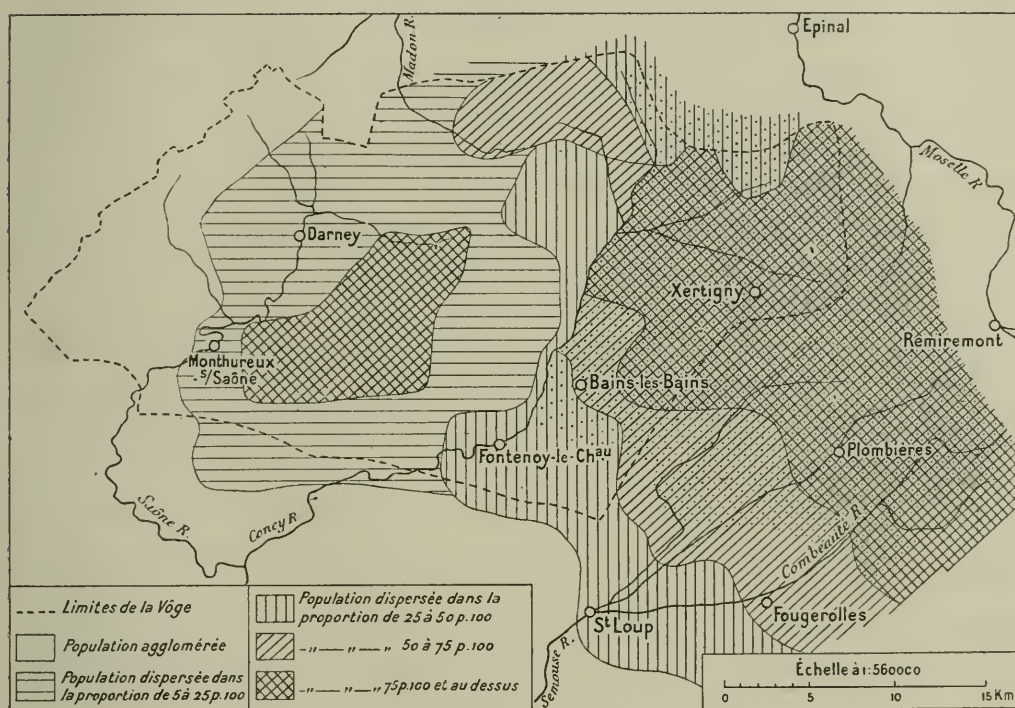 Epinal
Madon R.
Moselle R.
Darney
Xertigny
Rémiremont
Monthureux
-s/Saône
Bains-les-Bains
Fontenoy-le-Chau
Plombières
Saône R.
Concy R.
Combeauté R.
St Loup
Fougerolles
Semouse R.
Limites de la Vôge
Population agglomérée
Population dispersée dans
la proportion de 5 à 25 p.100
Population dispersée dans la
proportion de 25 à 50 p.100
-„— „— „ 50 à 75 p.100
-„— „— „ 75 p.100 et au dessus
Échelle à 1:560000
0 5 10 15 Km